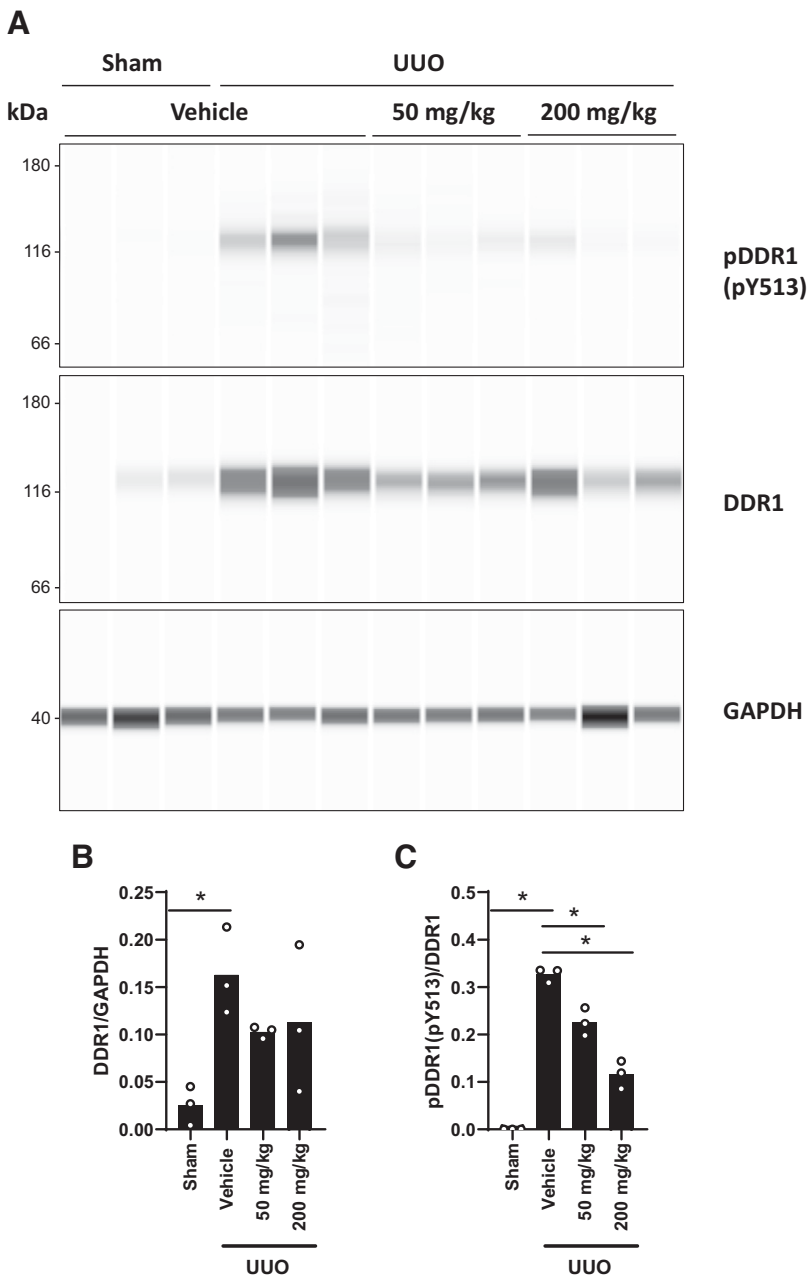 A
Sham UUO
kDa Vehicle 50 mg/kg 200 mg/kg
180
116
66
pDDR1
(pY513)
180
116
66
DDR1
40
GAPDH
B
DDR1/GAPDH
0.25
0.20
0.15
0.10
0.05
0.00
*
Sham
Vehicle
50 mg/kg
200 mg/kg
UUO
C
pDDR1(pY513)/DDR1
0.5
0.4
0.3
0.2
0.1
0.0
*
*
*
Sham
Vehicle
50 mg/kg
200 mg/kg
UUO